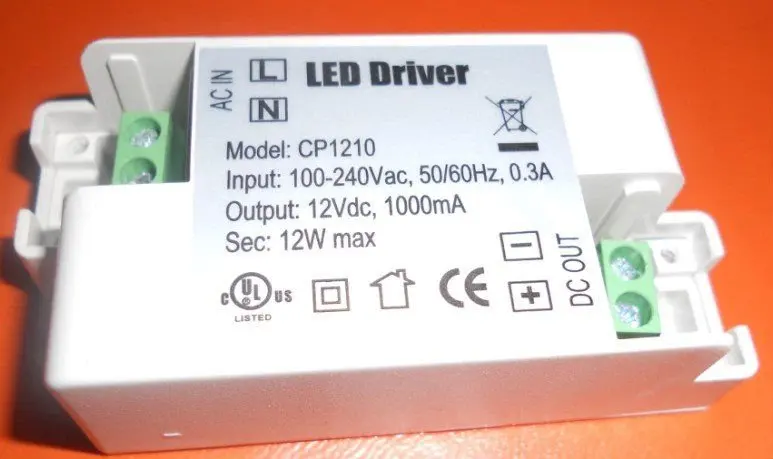 AC IN
L
N
LED Driver
Model: CP1210
Input: 100-240Vac, 50/60Hz, 0.3A
Output: 12Vdc, 1000mA
Sec: 12W max
−
+
DC OUT
c UL US
LISTED
CE